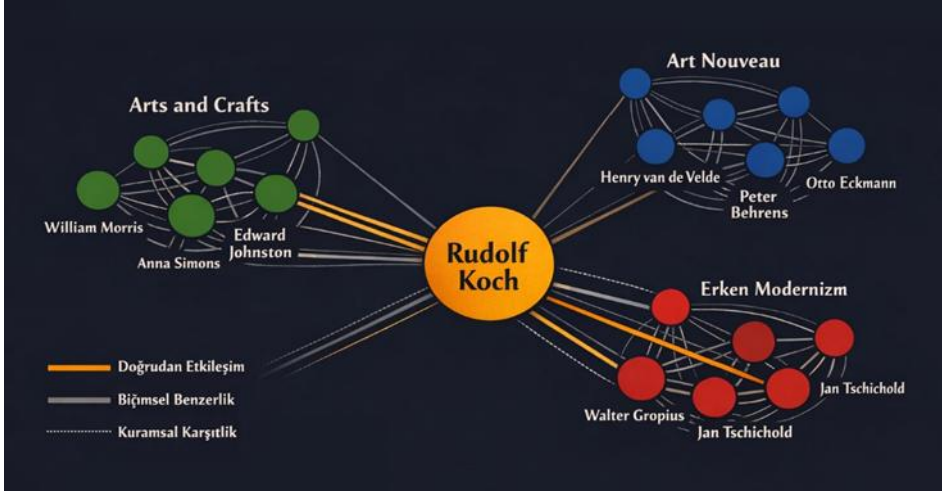 Art Nouveau
Arts and Crafts
Henry van de Velde
Peter
Behrens
Otto Eckmann
William Morris
Anna Simons
Edward
Johnston
Rudolf
Koch
Erken Modernizm
Doğrudan Etkileşim
Biçimsel Benzerlik
Kuramsal Karşıtlik
Walter Gropius
Jan Tschichold
Jan Tschichold